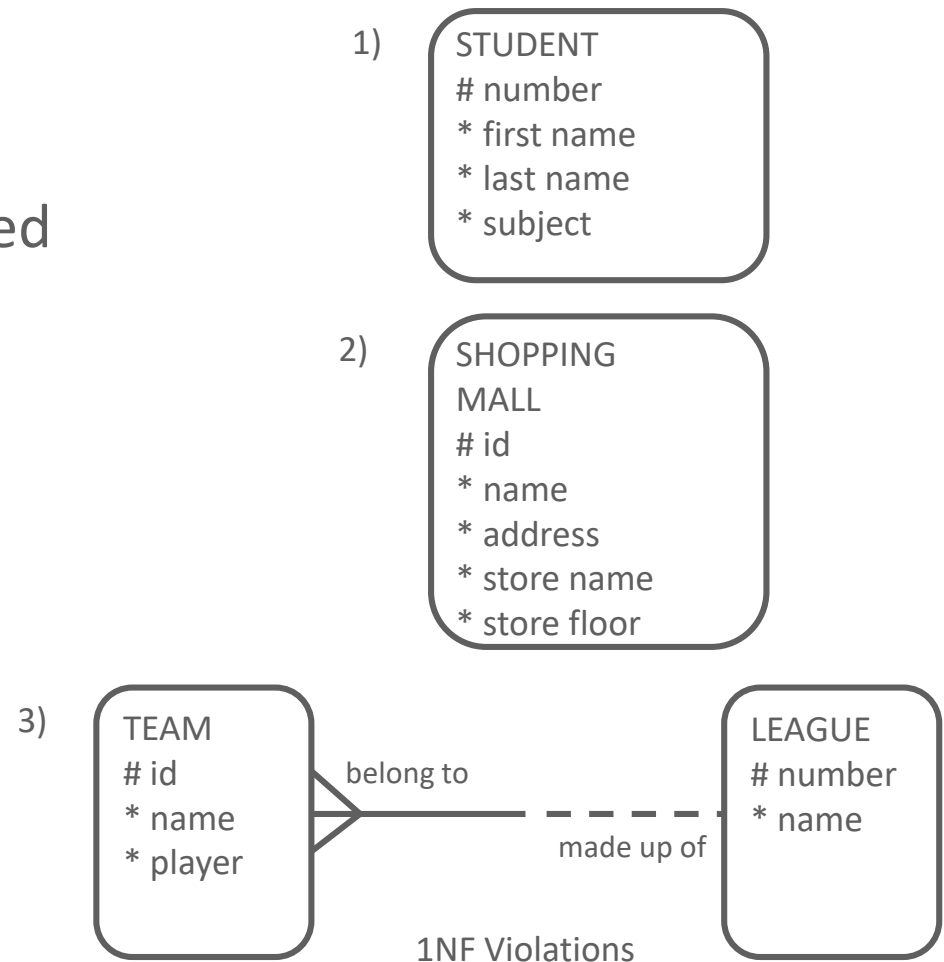 1)
STUDENT
# number
* first name
* last name
* subject
ed
2)
SHOPPING
MALL
# id
* name
* address
* store name
* store floor
3)
TEAM
# id
* name
* player
belong to
made up of
LEAGUE
# number
* name
1NF Violations